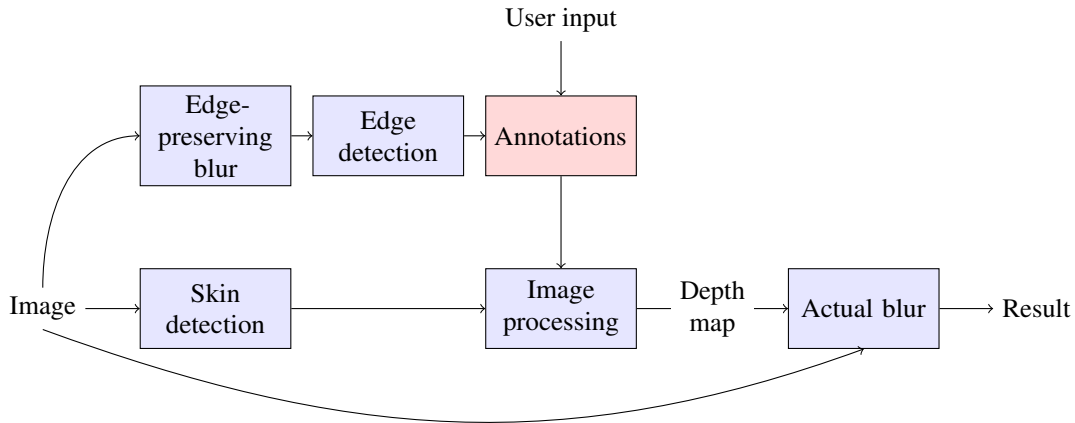 User input
Edge-
preserving
blur
Edge
detection
Annotations
Image
Skin
detection
Image
processing
Depth
map
Actual blur
Result